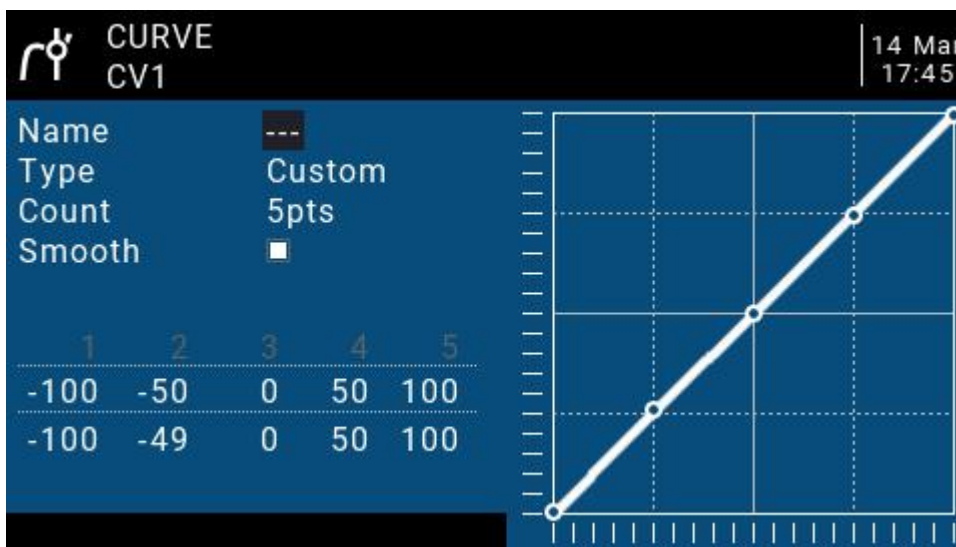 CURVE
CV1
14 Mar
17:45
Name ---
Type Custom
Count 5pts
Smooth
1 2 3 4 5
-100 -50 0 50 100
-100 -49 0 50 100